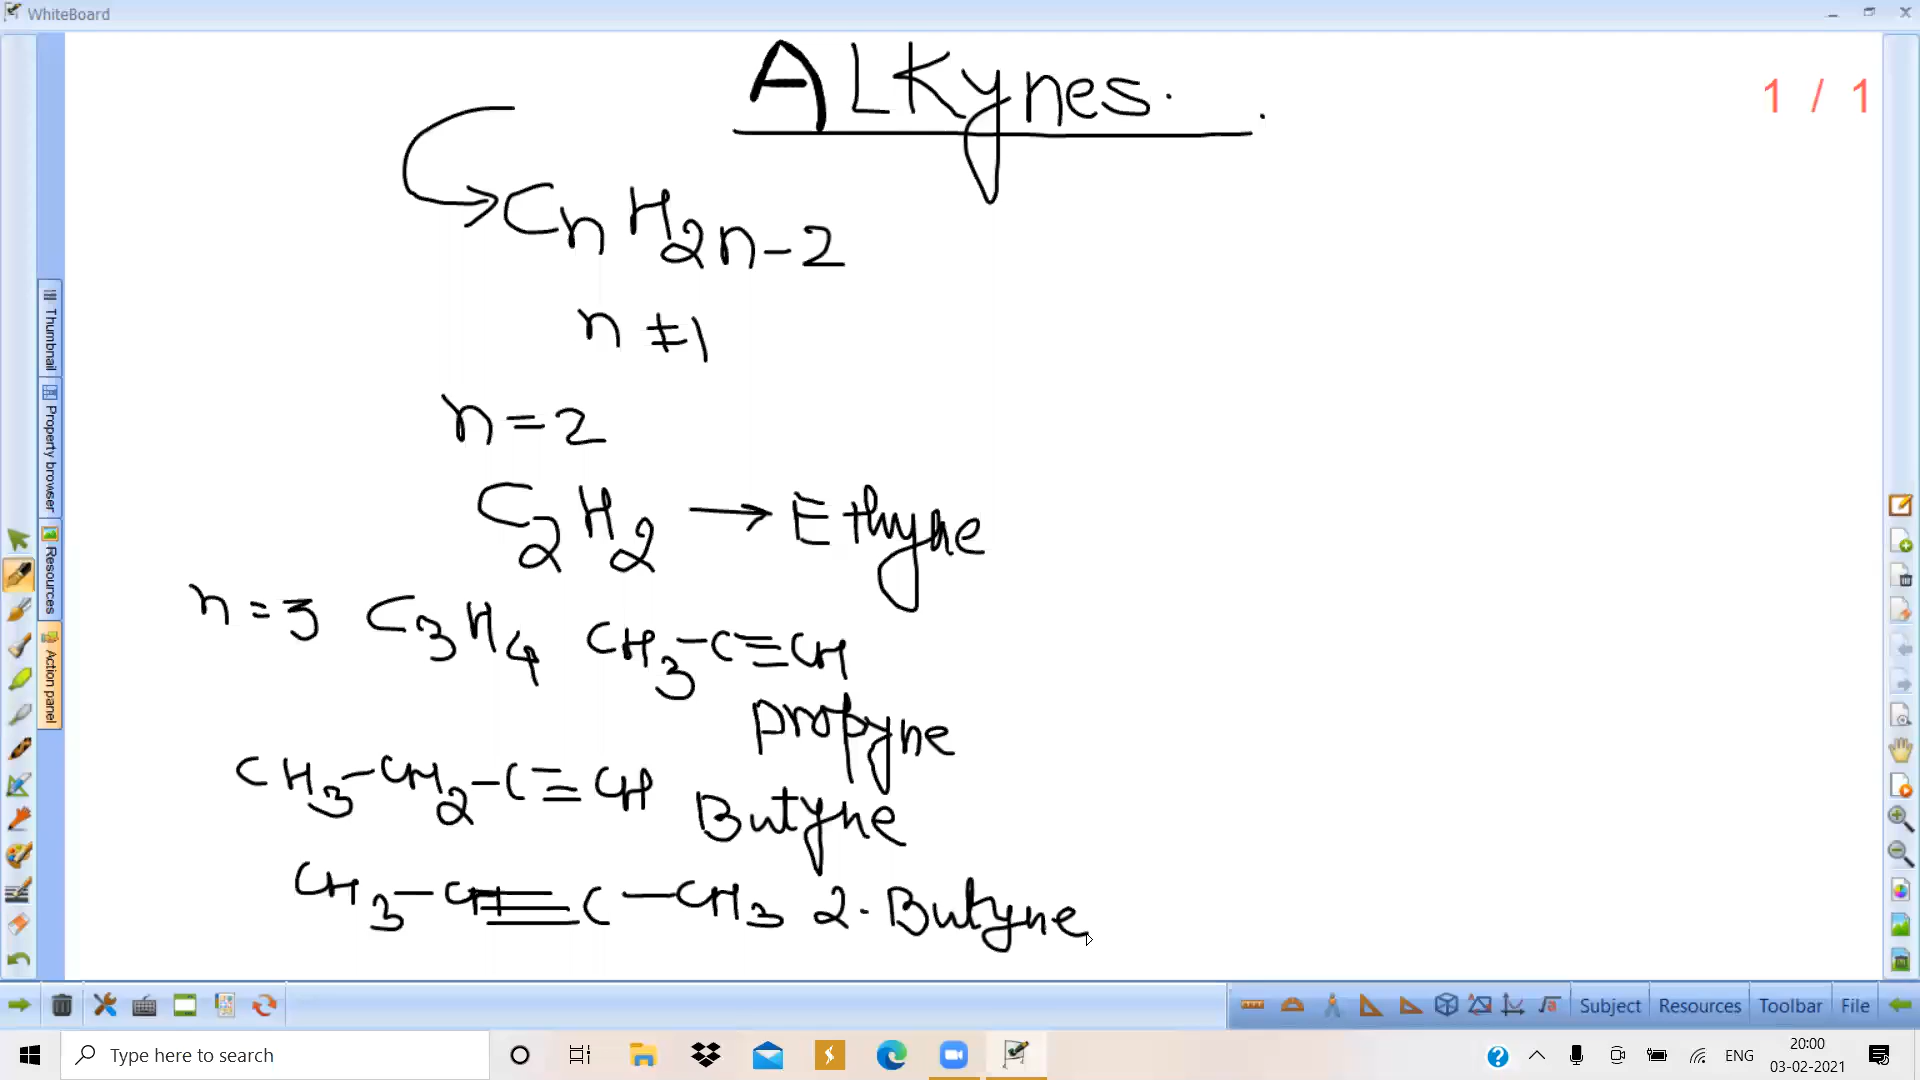 WhiteBoard
ALKynes.
1 / 1
CnH2n-2
n ≠ 1
n = 2
C2H2 → Ethyne
n = 3 C3H4 CH3-C≡CH
propyne
CH3-CH2-C≡CH Butyne
CH3-CH≡C-CH3 2-Butyne
Thumbnail
Property browser
Resources
Action panel
Subject Resources Toolbar File
Type here to search
ENG
20:00
03-02-2021